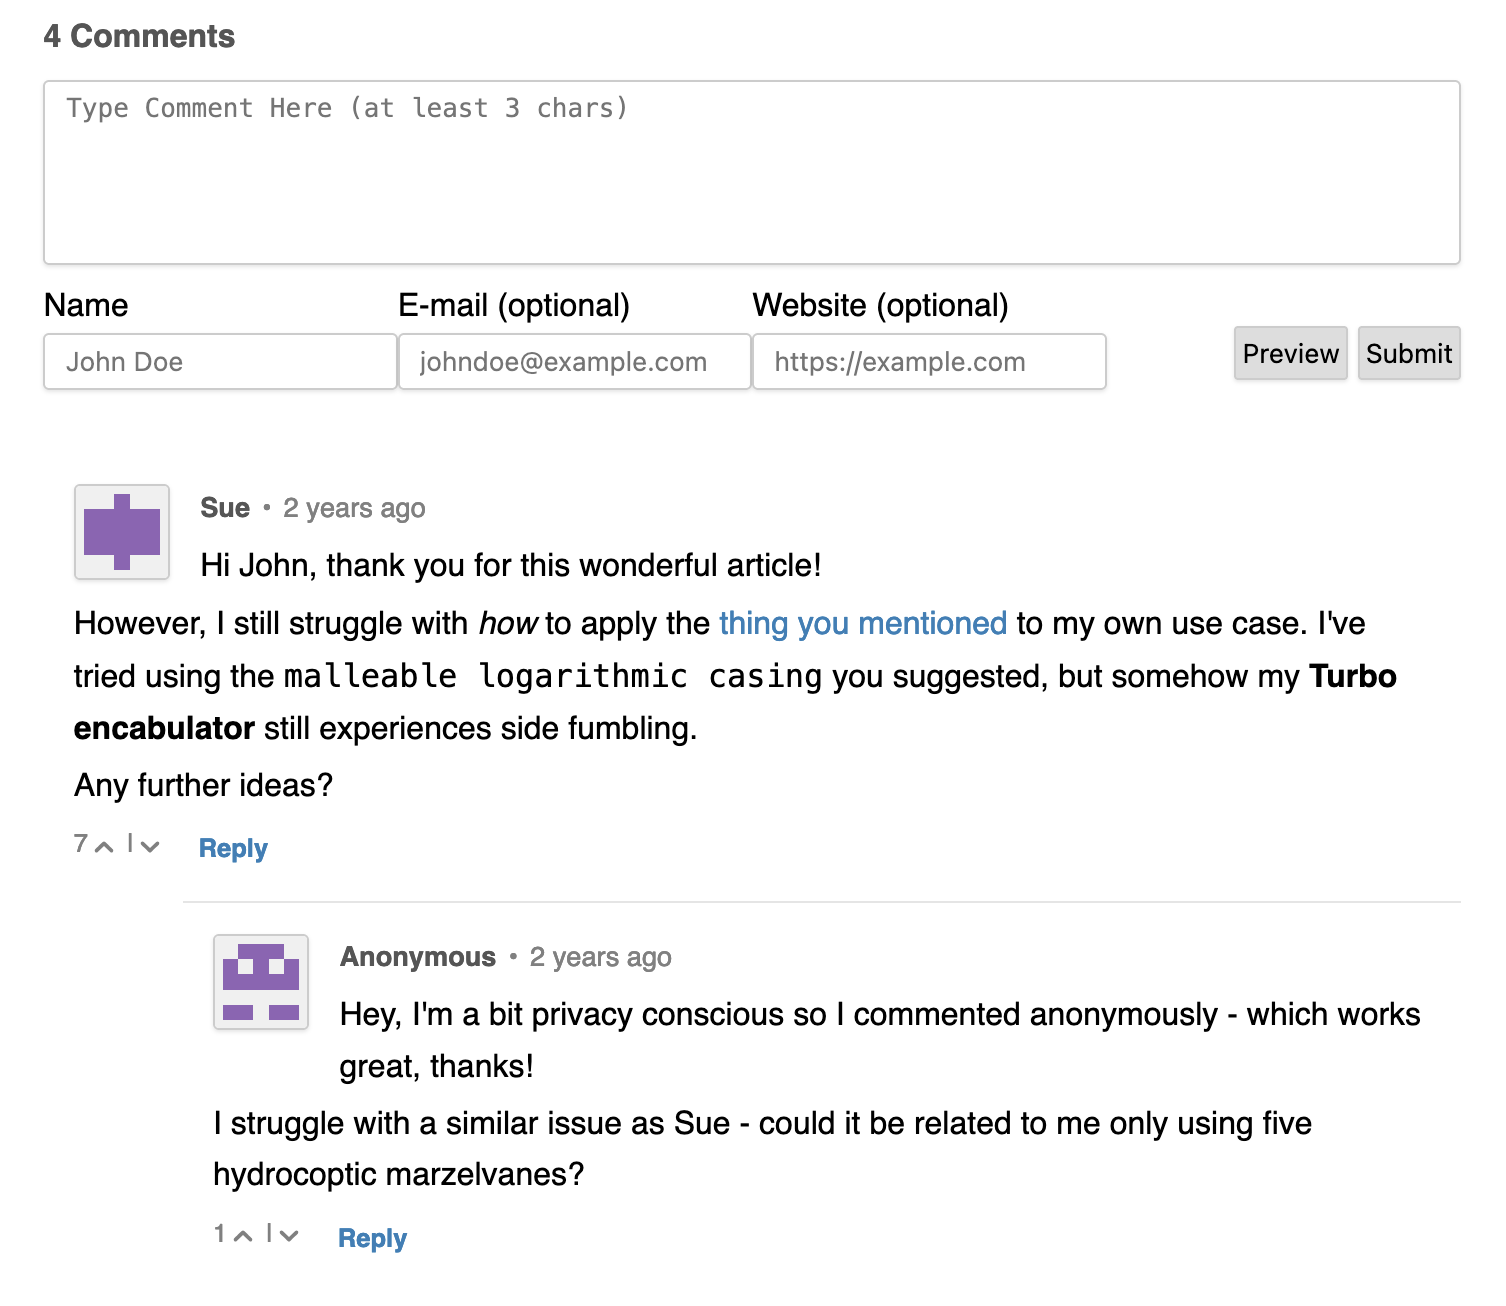 4 Comments
Type Comment Here (at least 3 chars)
Name E-mail (optional) Website (optional)
John Doe johndoe@example.com https://example.com Preview Submit
Sue • 2 years ago
Hi John, thank you for this wonderful article!
However, I still struggle with how to apply the thing you mentioned to my own use case. I've
tried using the malleable logarithmic casing you suggested, but somehow my Turbo
encabulator still experiences side fumbling.
Any further ideas?
7 | Reply
Anonymous • 2 years ago
Hey, I'm a bit privacy conscious so I commented anonymously - which works
great, thanks!
I struggle with a similar issue as Sue - could it be related to me only using five
hydrocoptic marzelvanes?
1 | Reply